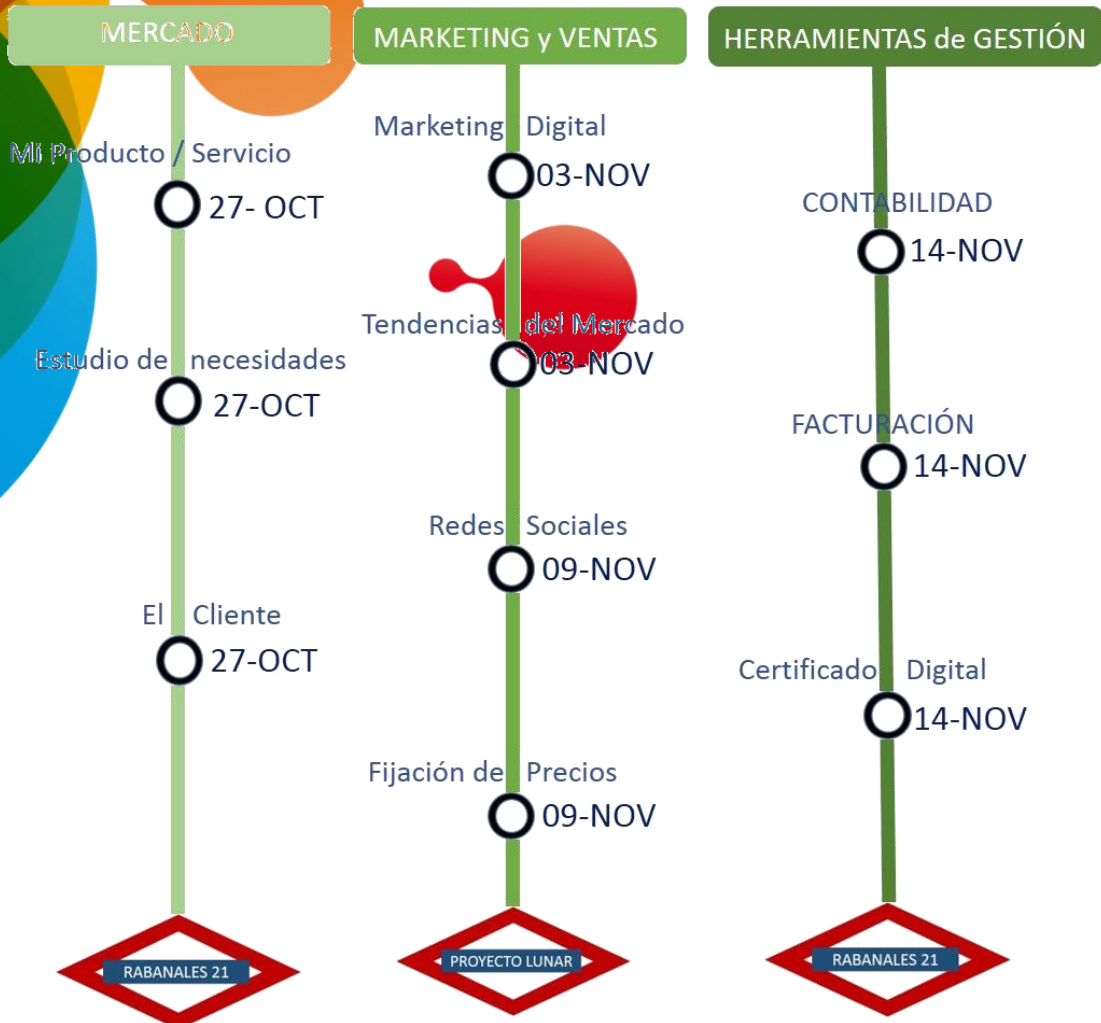 MERCADO
Mi Producto / Servicio
27- OCT
Estudio de necesidades
27-OCT
El Cliente
27-OCT
RABANALES 21
MARKETING y VENTAS
Marketing Digital
03-NOV
Tendencias del Mercado
03-NOV
Redes Sociales
09-NOV
Fijación de Precios
09-NOV
PROYECTO LUNAR
HERRAMIENTAS de GESTIÓN
CONTABILIDAD
14-NOV
FACTURACIÓN
14-NOV
Certificado Digital
14-NOV
RABANALES 21